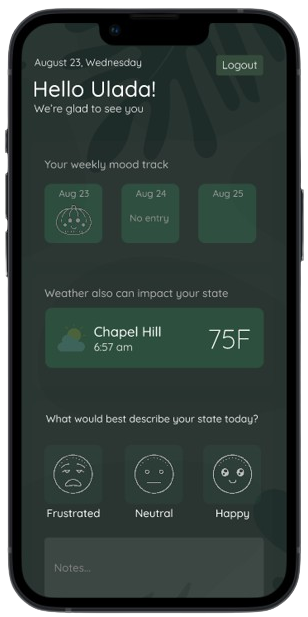 August 23, Wednesday
Logout
Hello Ulada!
We're glad to see you
Your weekly mood track
Aug 23
Aug 24
Aug 25
No entry
Weather also can impact your state
Chapel Hill
75F
6:57 am
What would best describe your state today?
Frustrated
Neutral
Happy
Notes...